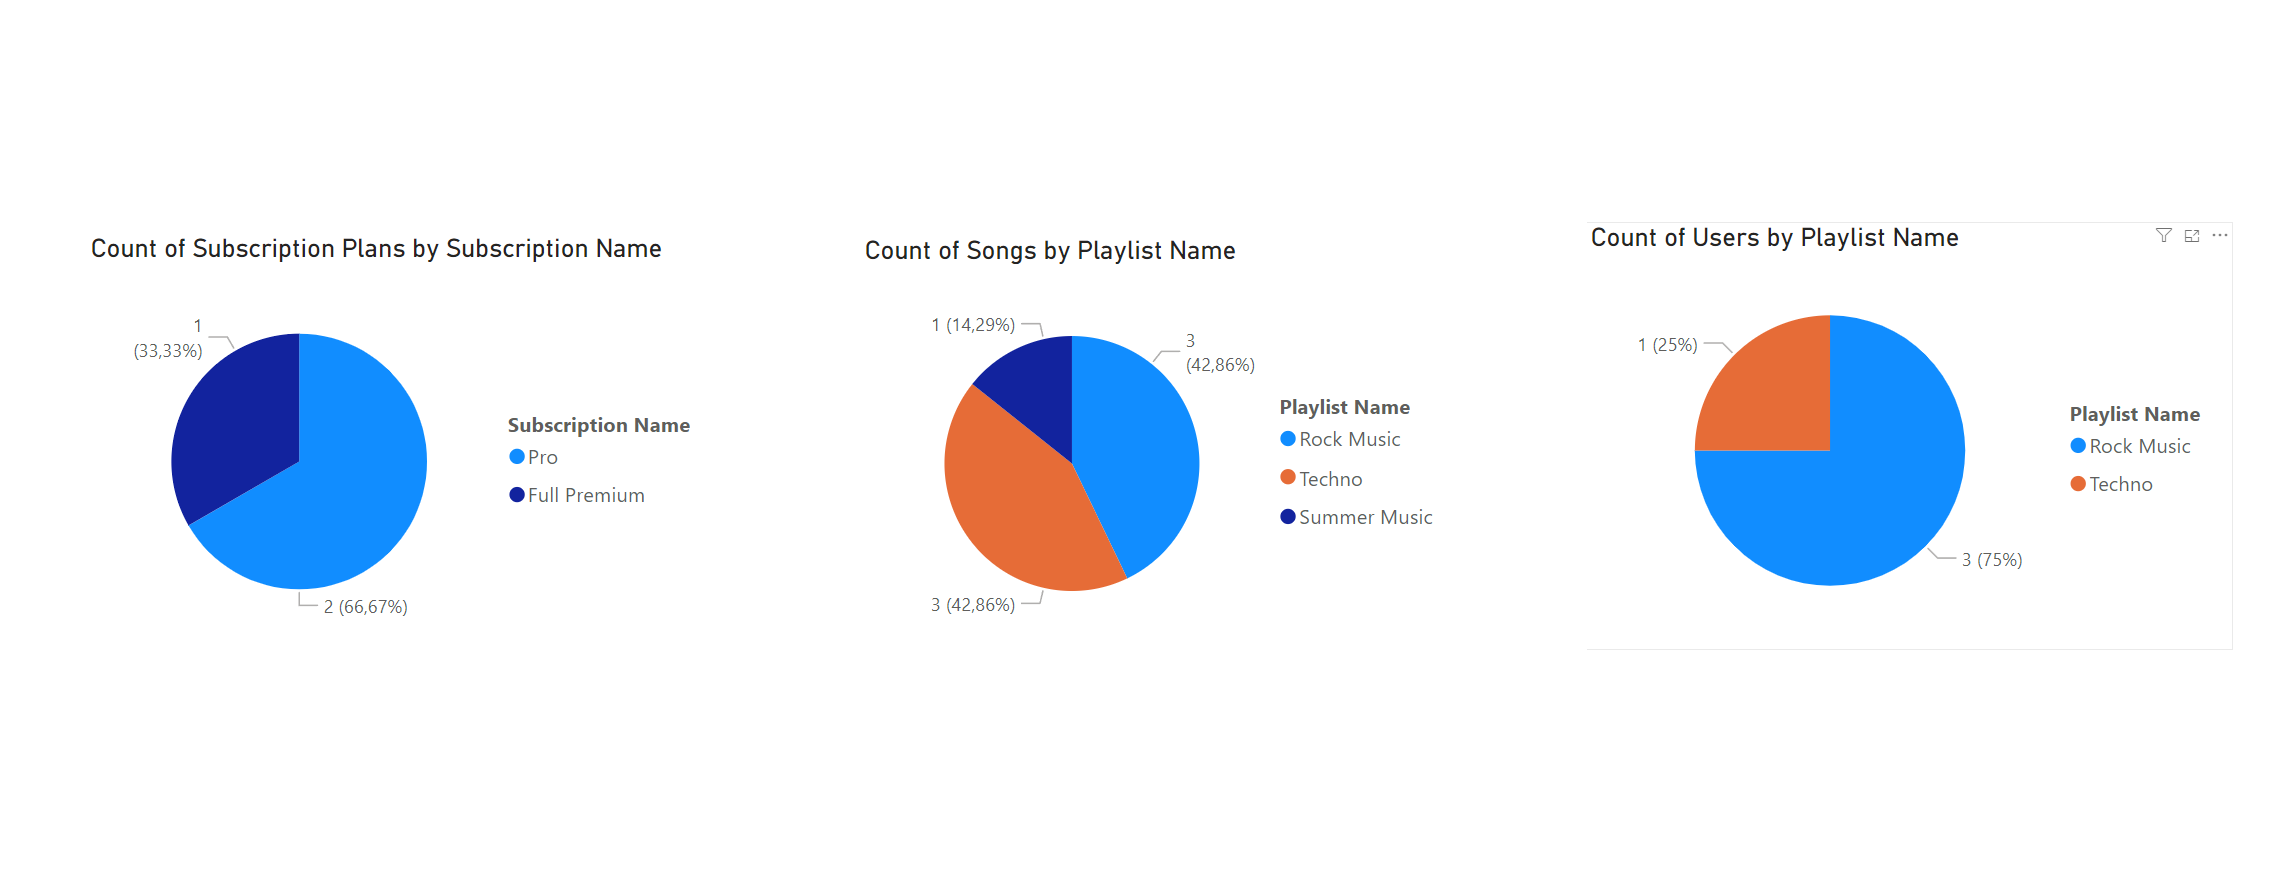 Count of Subscription Plans by Subscription Name
1
(33,33%)
2 (66,67%)
Subscription Name
Pro
Full Premium
Count of Songs by Playlist Name
1 (14,29%)
3
(42,86%)
3 (42,86%)
Playlist Name
Rock Music
Techno
Summer Music
Count of Users by Playlist Name
1 (25%)
3 (75%)
Playlist Name
Rock Music
Techno